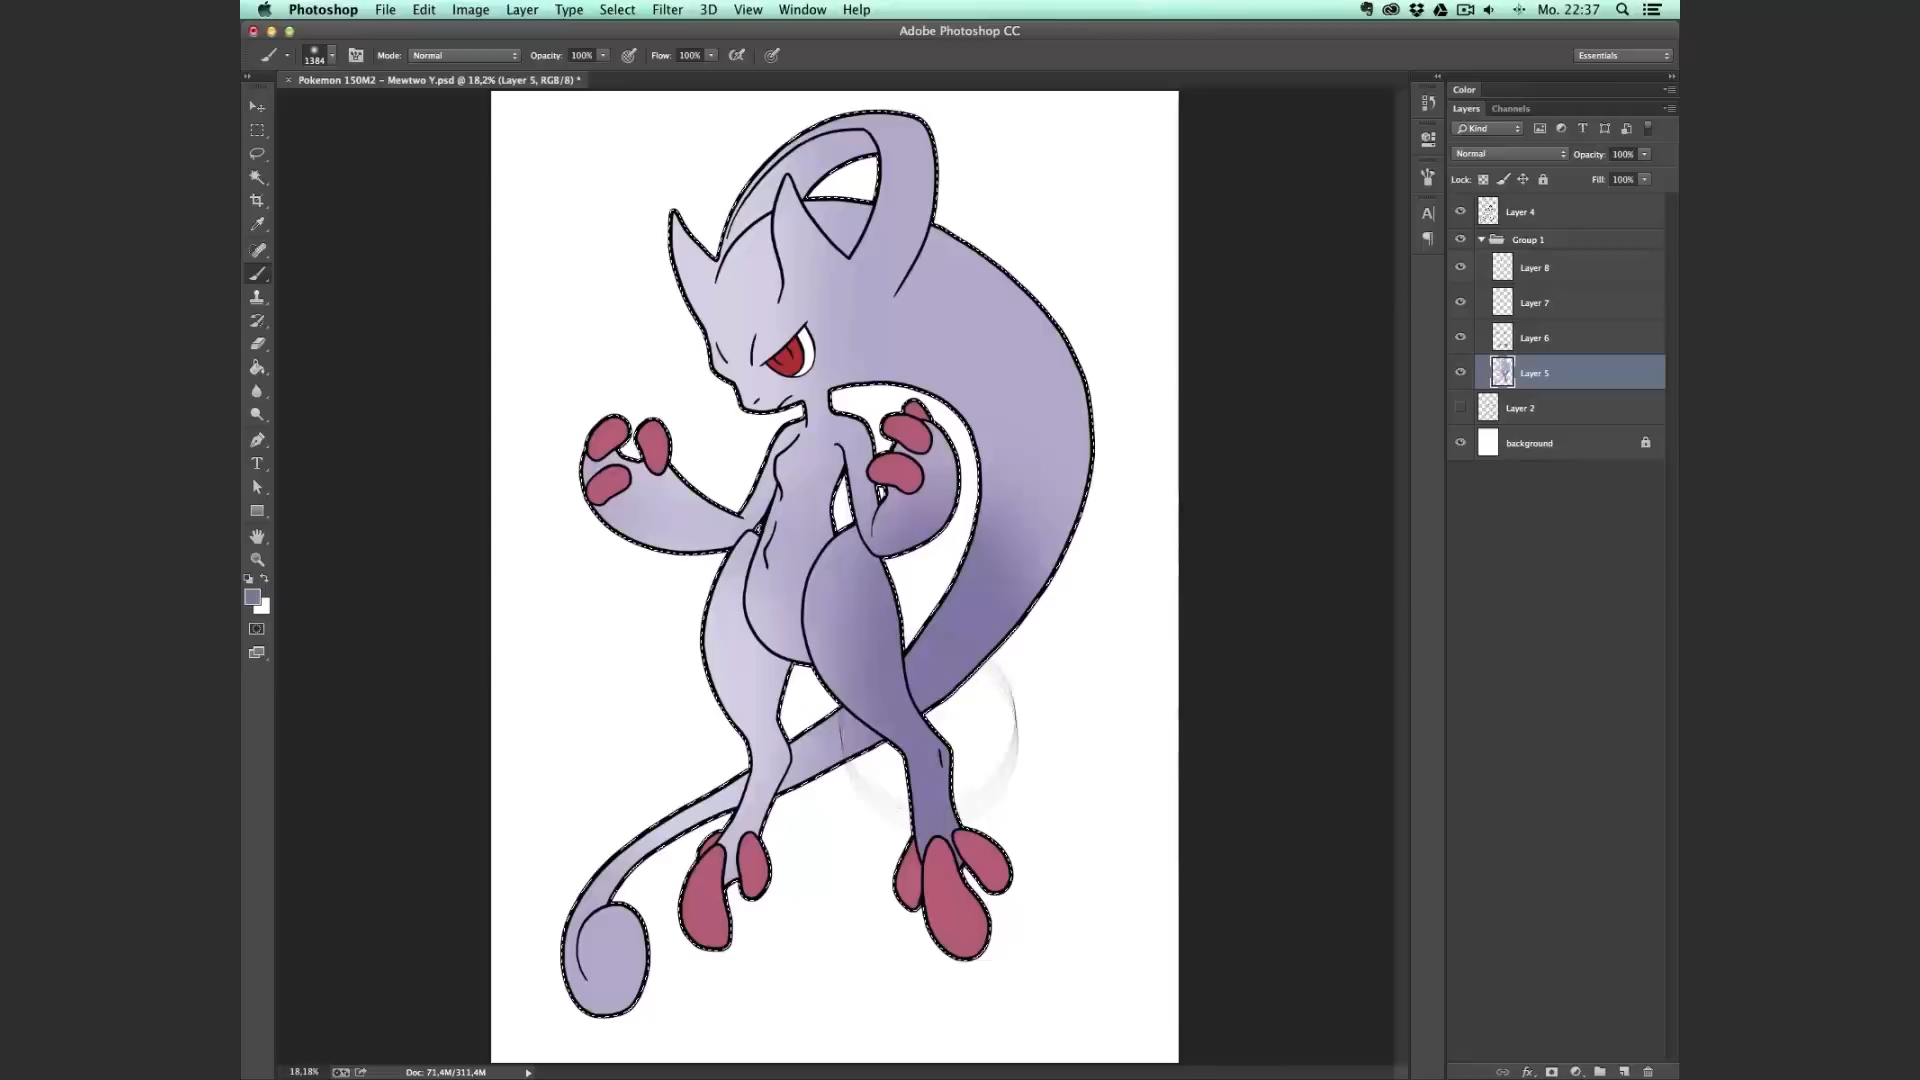 Photoshop File Edit Image Layer Type Select Filter 3D View Window Help Mo. 22:37
Adobe Photoshop CC
1384 Mode: Normal Opacity: 100% Flow: 100% Essentials
× Pokemon 150M2 – Mewtwo Y.psd @ 18,2% (Layer 5, RGB/8) *
Color
Layers Channels
Kind
Normal Opacity: 100%
Lock: Fill: 100%
Layer 4
Group 1
Layer 8
Layer 7
Layer 6
Layer 5
Layer 2
background
18,18% Doc: 71,4M/311,4M